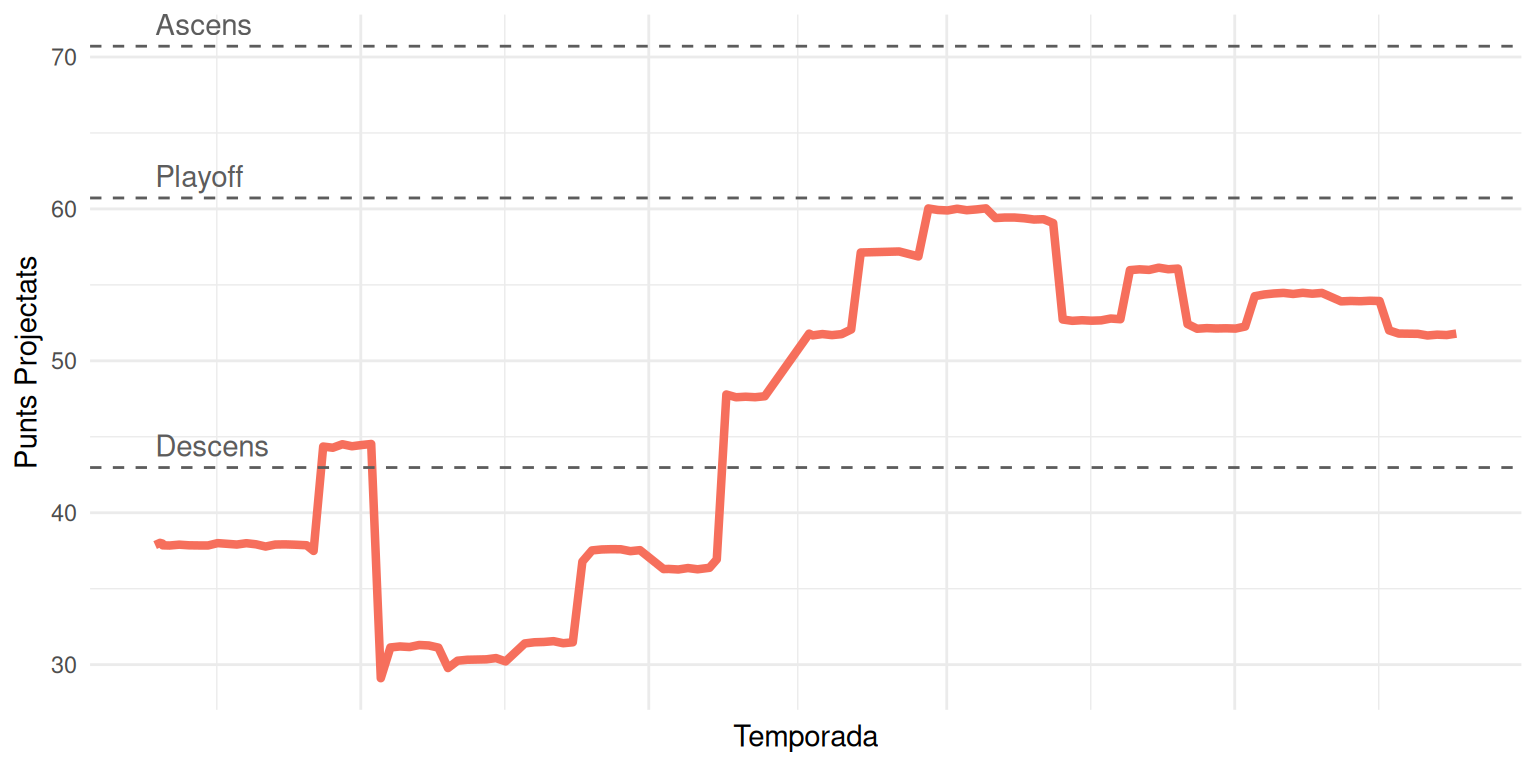 Ascens
70
Playoff
60
Punts Projectats
50
Descens
40
30
Temporada